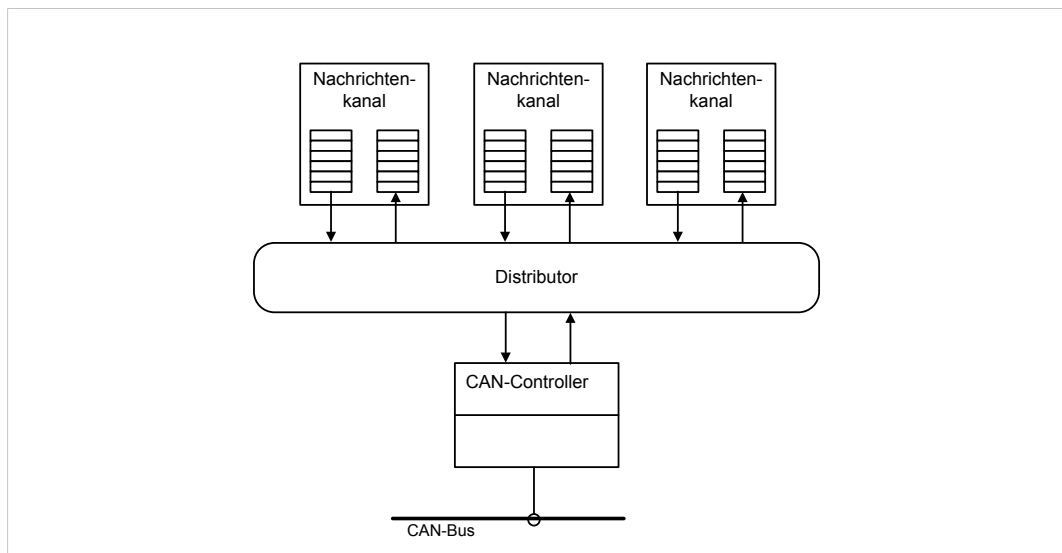 Nachrichten-
kanal
Nachrichten-
kanal
Nachrichten-
kanal
Distributor
CAN-Controller
CAN-Bus